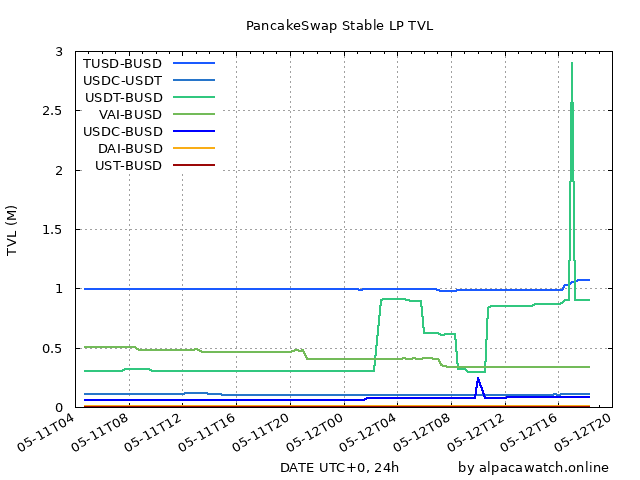 PancakeSwap Stable LP TVL
3
2.5
2
1.5
1
0.5
0
TVL (M)
TUSD-BUSD
USDC-USDT
USDT-BUSD
VAI-BUSD
USDC-BUSD
DAI-BUSD
UST-BUSD
05-11T04
05-11T08
05-11T12
05-11T16
05-11T20
05-12T00
05-12T04
05-12T08
05-12T12
05-12T16
05-12T20
DATE UTC+0, 24h
by alpacawatch.online